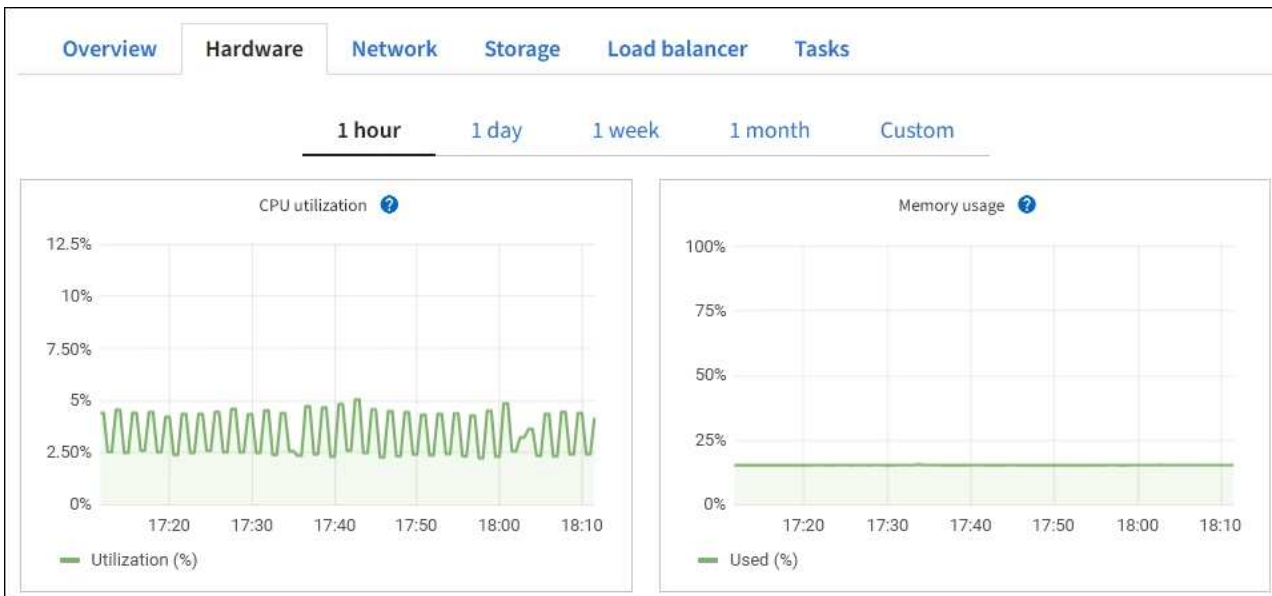 Overview Hardware Network Storage Load balancer Tasks
1 hour 1 day 1 week 1 month Custom
CPU utilization ?
12.5%
10%
7.50%
5%
2.50%
0%
17:20 17:30 17:40 17:50 18:00 18:10
Utilization (%)
Memory usage ?
100%
75%
50%
25%
0%
17:20 17:30 17:40 17:50 18:00 18:10
Used (%)